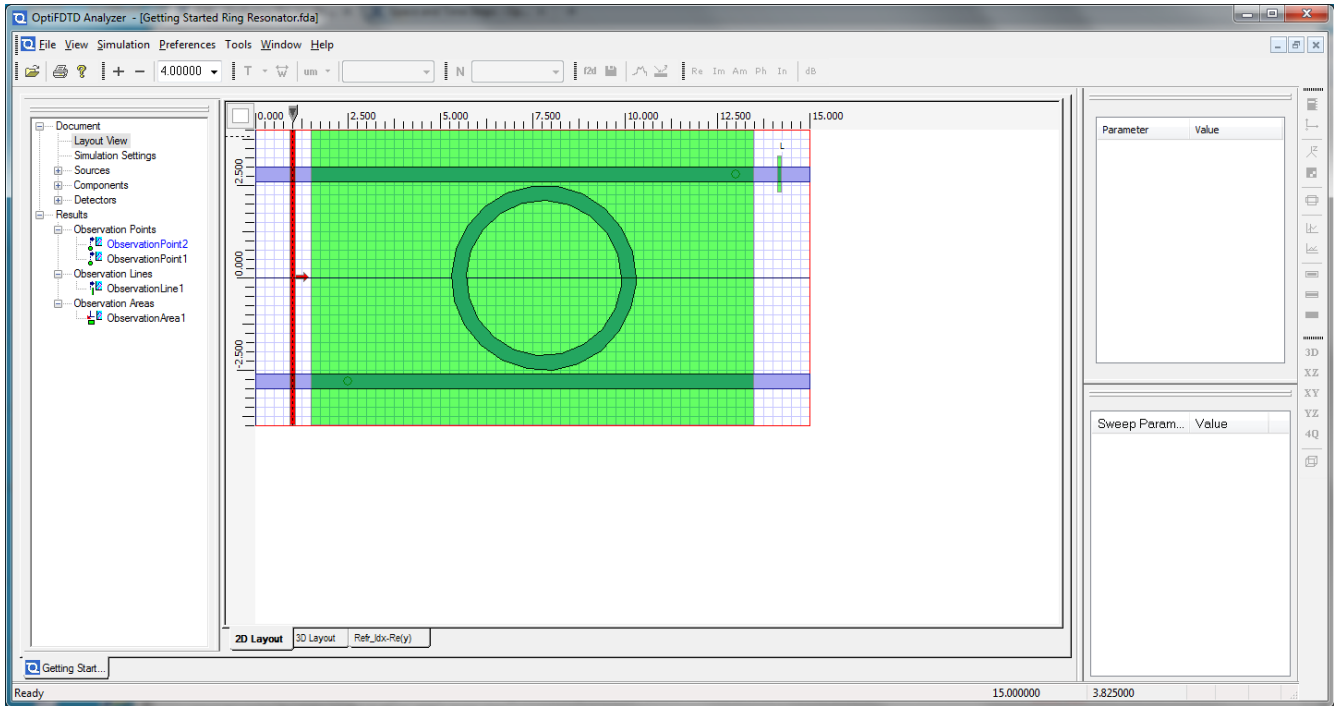 OptiFDTD Analyzer - [Getting Started Ring Resonator.fda]
File View Simulation Preferences Tools Window Help
4.00000 T W um N f2d Re Im Am Ph In dB
Document
Layout View
Simulation Settings
Sources
Components
Detectors
Results
Observation Points
ObservationPoint2
ObservationPoint1
Observation Lines
ObservationLine1
Observation Areas
ObservationArea1
0.000 2.500 5.000 7.500 10.000 12.500 15.000
2.500
0.000
-2.500
L
2D Layout 3D Layout Refr_Idx-Re(y)
Parameter Value
Sweep Param... Value
3D
XZ
XY
YZ
4Q
Getting Start...
Ready 15.000000 3.825000